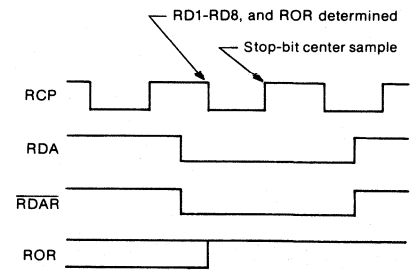 RD1-RD8, and ROR determined
Stop-bit center sample
RCP
RDA
RDAR
ROR